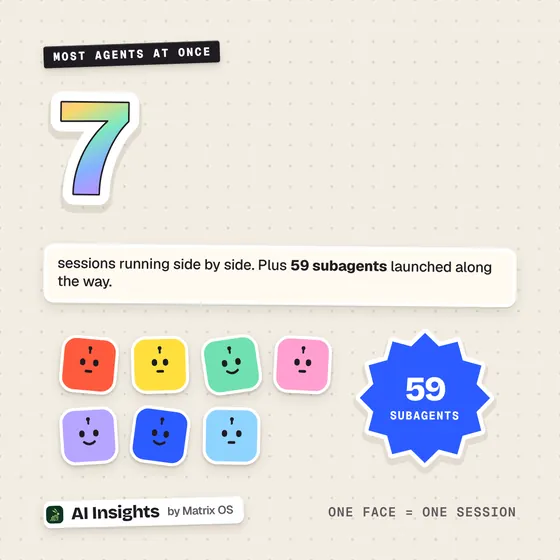 MOST AGENTS AT ONCE
7
sessions running side by side. Plus 59 subagents launched along
the way.
59
SUBAGENTS
AI Insights by Matrix OS
ONE FACE = ONE SESSION